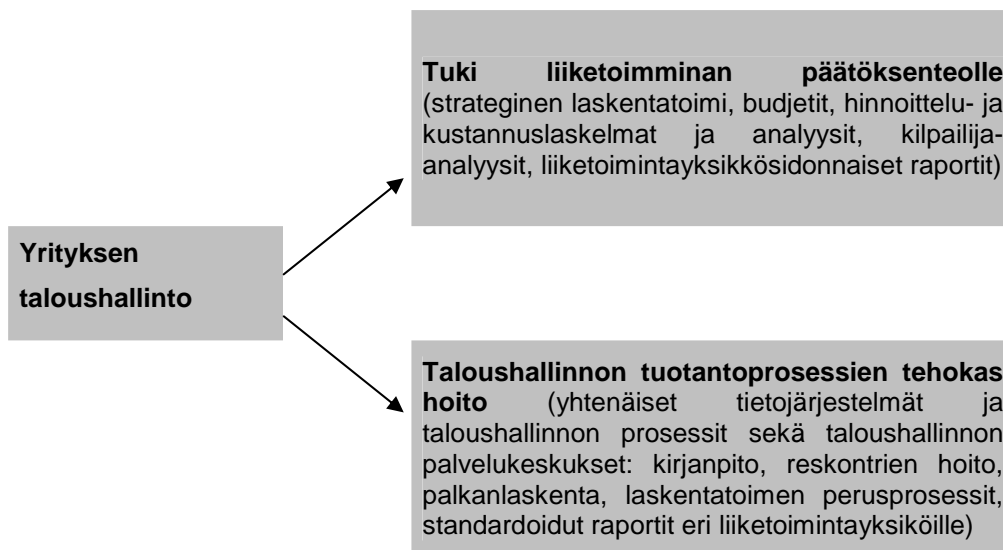 Tuki liiketoimminan päätöksenteolle
(strateginen laskentatoimi, budjetit, hinnoittelu- ja
kustannuslaskelmat ja analyysit, kilpailija-
analyysit, liiketoimintayksikkösidonnaiset raportit)
Yrityksen
taloushallinto
Taloushallinnon tuotantoprosessien tehokas
hoito (yhtenäiset tietojärjestelmät ja
taloushallinnon prosessit sekä taloushallinnon
palvelukeskukset: kirjanpito, reskontrien hoito,
palkanlaskenta, laskentatoimen perusprosessit,
standardoidut raportit eri liiketoimintayksiköille)